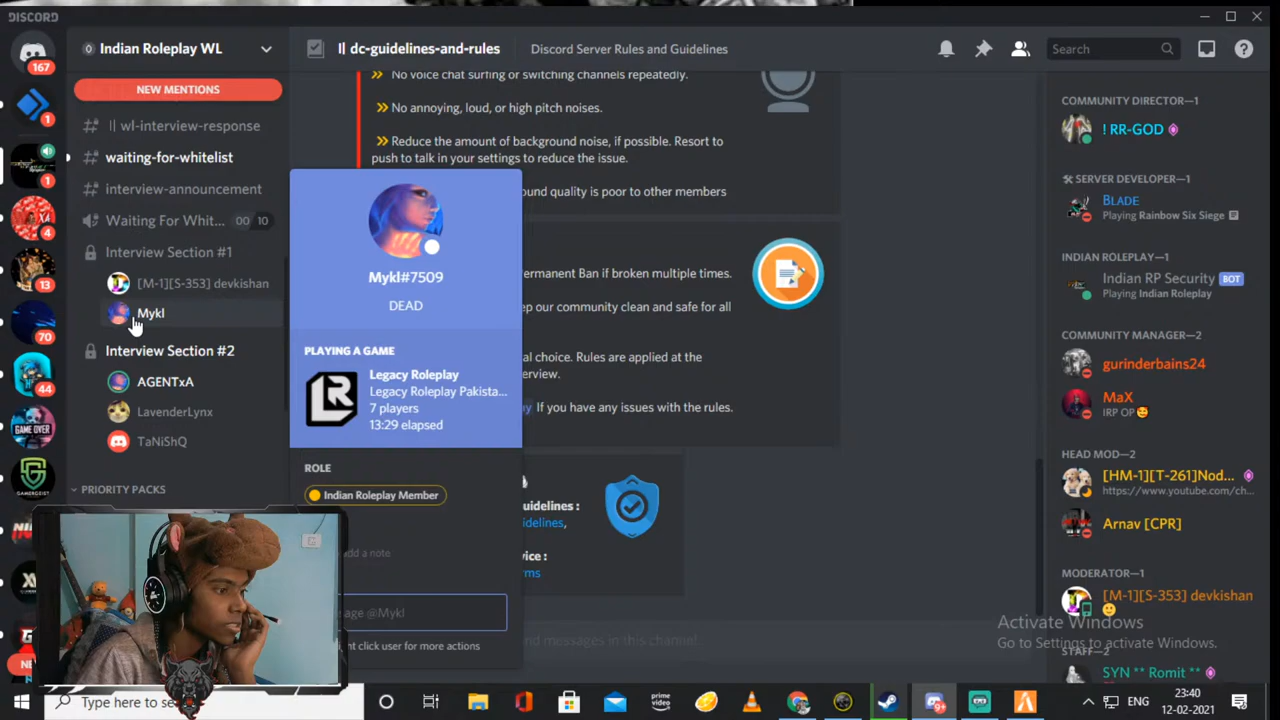 DISCORD
Indian Roleplay WL
|| dc-guidelines-and-rules
Discord Server Rules and Guidelines
Search
167
1
1
4
13
70
44
NEW MENTIONS
|| wl-interview-response
waiting-for-whitelist
interview-announcement
Waiting For Whit...
00 10
Interview Section #1
[M-1][S-353] devkishan
Mykl
Interview Section #2
AGENTxA
LavenderLynx
TaNiShQ
PRIORITY PACKS
GAME OVER
GAMERGEIST
No voice chat surfing or switching channels repeatedly.
No annoying, loud, or high pitch noises.
Reduce the amount of background noise, if possible. Resort to
push to talk in your settings to reduce the issue.
ound quality is poor to other members
ermanent Ban if broken multiple times.
ep our community clean and safe for all
al choice. Rules are applied at the
erview.
If you have any issues with the rules.
uidelines :
idelines,
vice :
ms
Mykl#7509
DEAD
PLAYING A GAME
Legacy Roleplay
Legacy Roleplay Pakista...
7 players
13:29 elapsed
ROLE
Indian Roleplay Member
add a note
age @Mykl
ght click user for more actions
nd messages in this channel.
COMMUNITY DIRECTOR—1
! RR-GOD
SERVER DEVELOPER—1
BLADE
Playing Rainbow Six Siege
INDIAN ROLEPLAY—1
Indian RP Security BOT
Playing Indian Roleplay
COMMUNITY MANAGER—2
gurinderbains24
MaX
IRP OP
HEAD MOD—2
[HM-1][T-261]Nod...
https://www.youtube.com/ch...
Arnav [CPR]
MODERATOR—1
[M-1][S-353] devkishan
STAFF—2
SYN ** Romit
Activate Windows
Go to Settings to activate Windows.
Type here to se
prime
video
ENG
23:40
12-02-2021